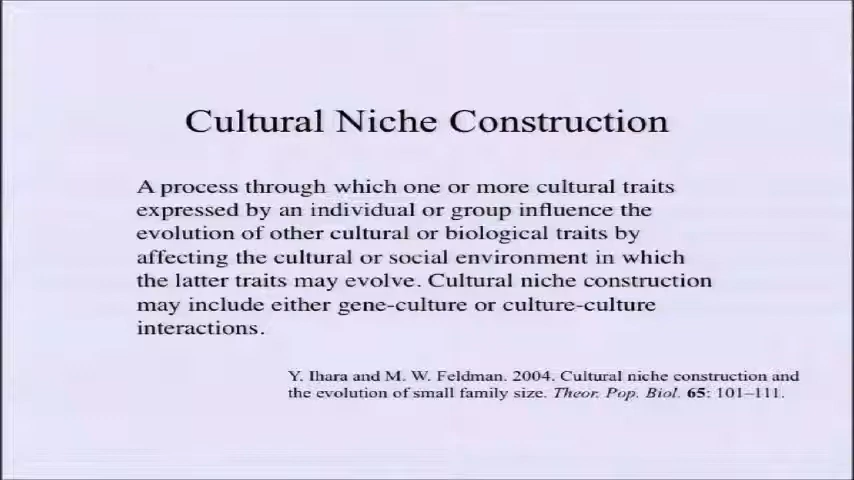 Cultural Niche Construction
A process through which one or more cultural traits
expressed by an individual or group influence the
evolution of other cultural or biological traits by
affecting the cultural or social environment in which
the latter traits may evolve. Cultural niche construction
may include either gene-culture or culture-culture
interactions.
Y. Ihara and M. W. Feldman. 2004. Cultural niche construction and
the evolution of small family size. Theor. Pop. Biol. 65: 101–111.